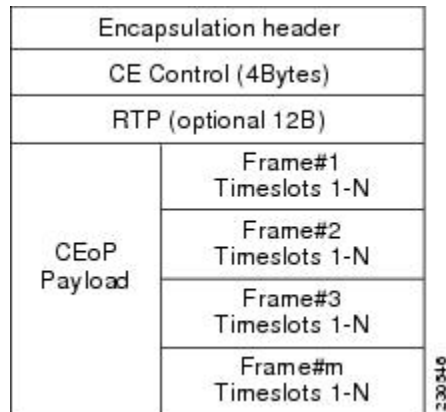 Encapsulation header
CE Control (4Bytes)
RTP (optional 12B)
CEoP
Payload
Frame#1
Timeslots 1-N
Frame#2
Timeslots 1-N
Frame#3
Timeslots 1-N
Frame#m
Timeslots 1-N